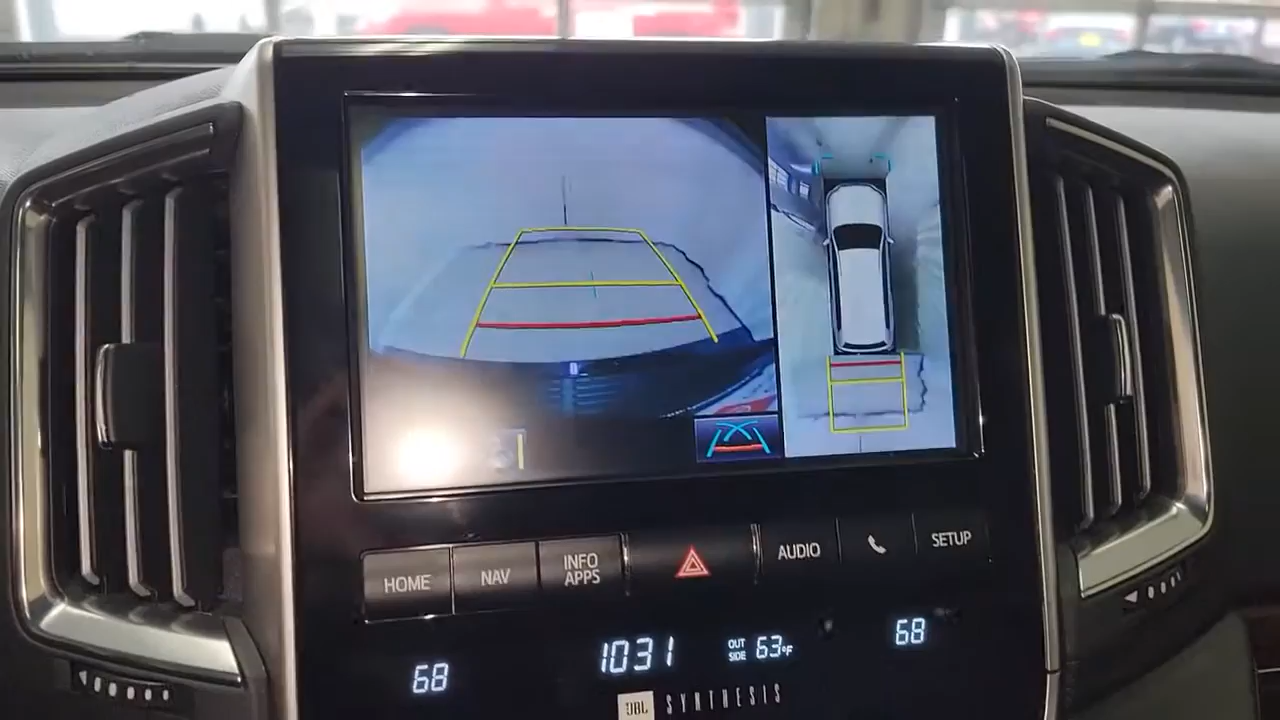 HOME
NAV
INFO
APPS
AUDIO
SETUP
68
1031
OUT
SIDE
63°F
68
JBL SYNTHESIS